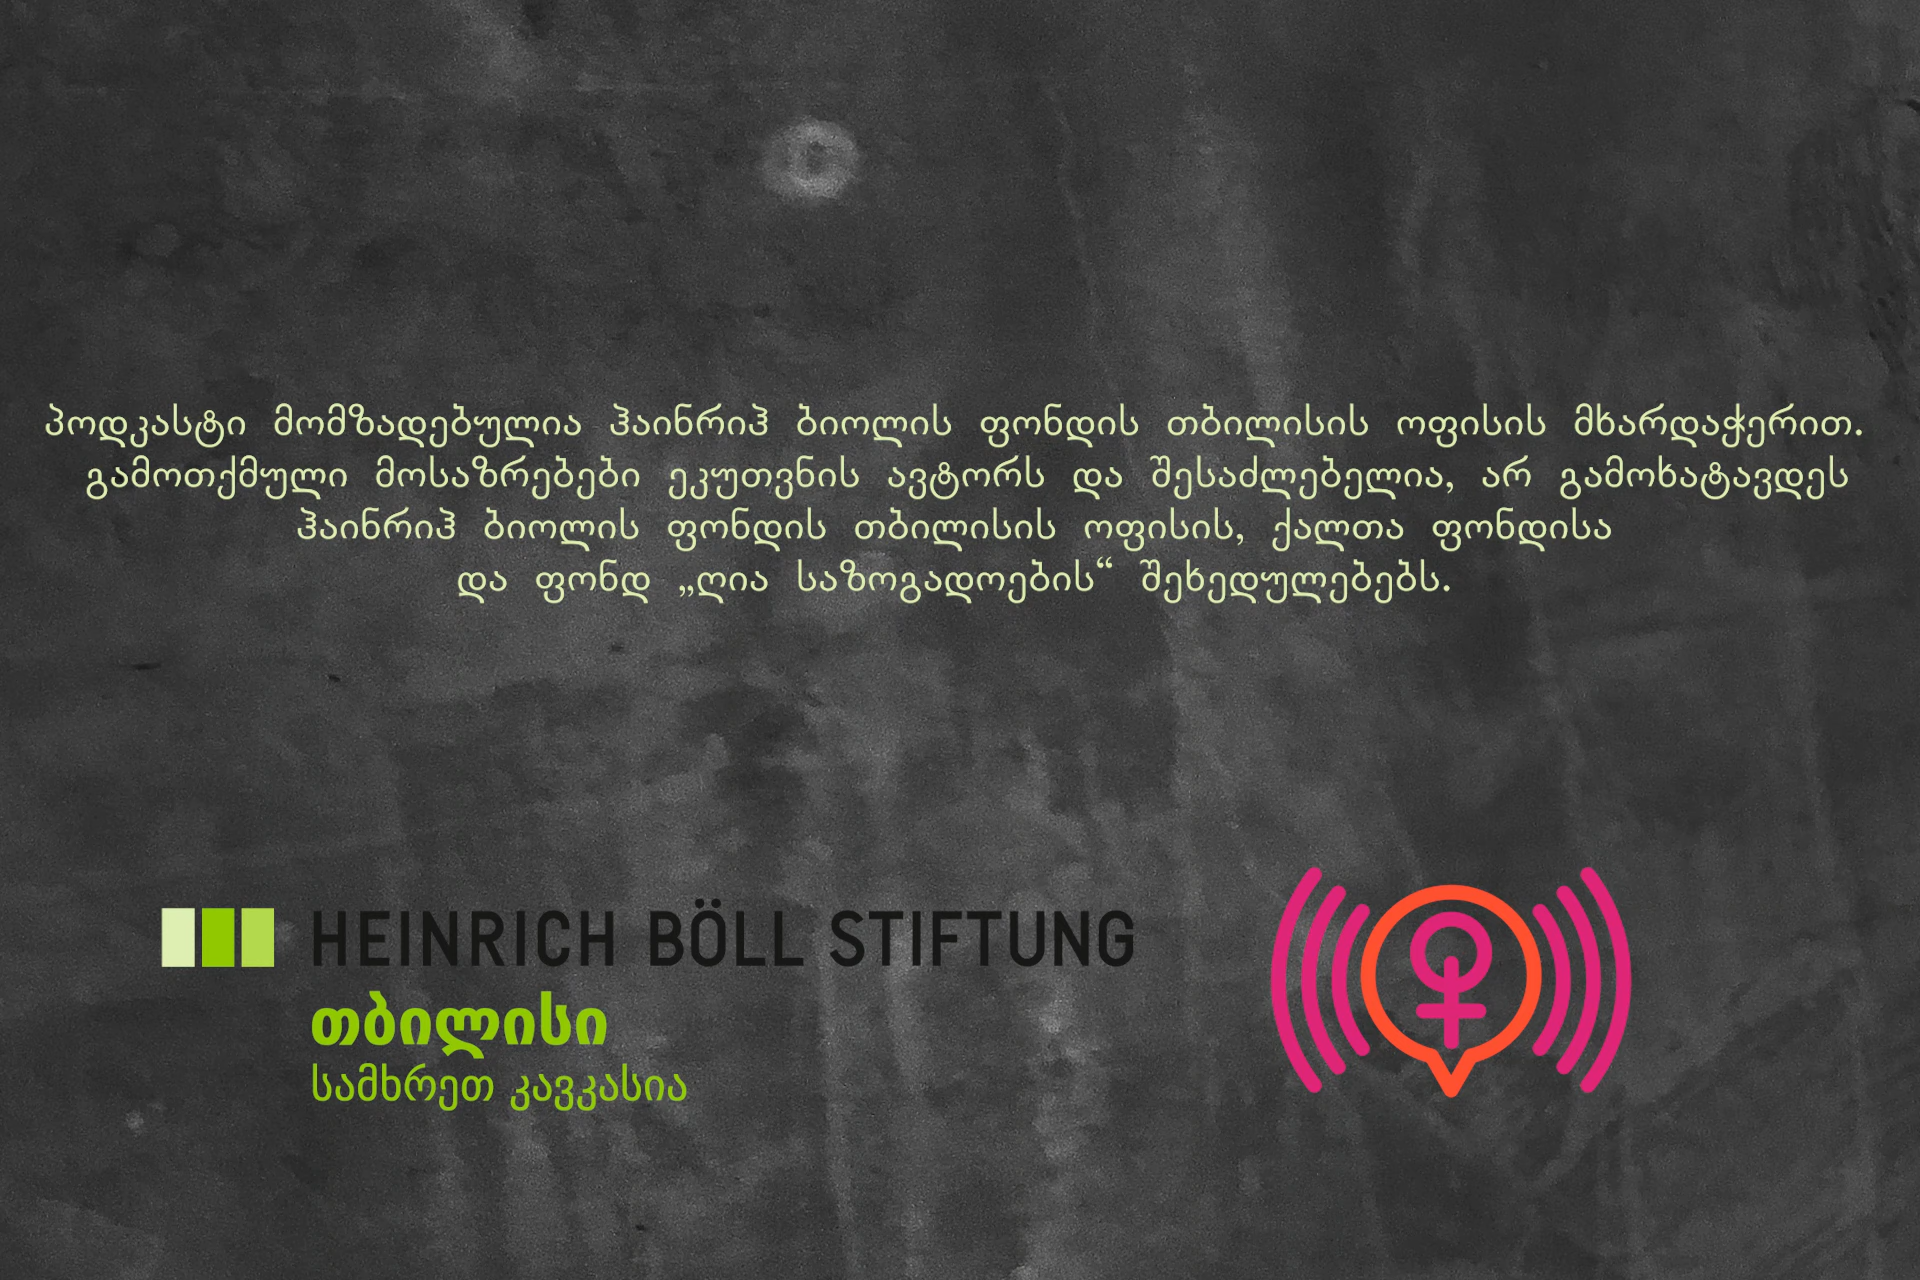 პოდკასტი მომზადებულია ჰაინრიჰ ბიოლის ფონდის თბილისის ოფისის მხარდაჭერით.
გამოთქმული მოსაზრებები ეკუთვნის ავტორს და შესაძლებელია, არ გამოხატავდეს
ჰაინრიჰ ბიოლის ფონდის თბილისის ოფისის, ქალთა ფონდისა
და ფონდ „ღია საზოგადოების“ შეხედულებებს.
HEINRICH BÖLL STIFTUNG
თბილისი
სამხრეთ კავკასია